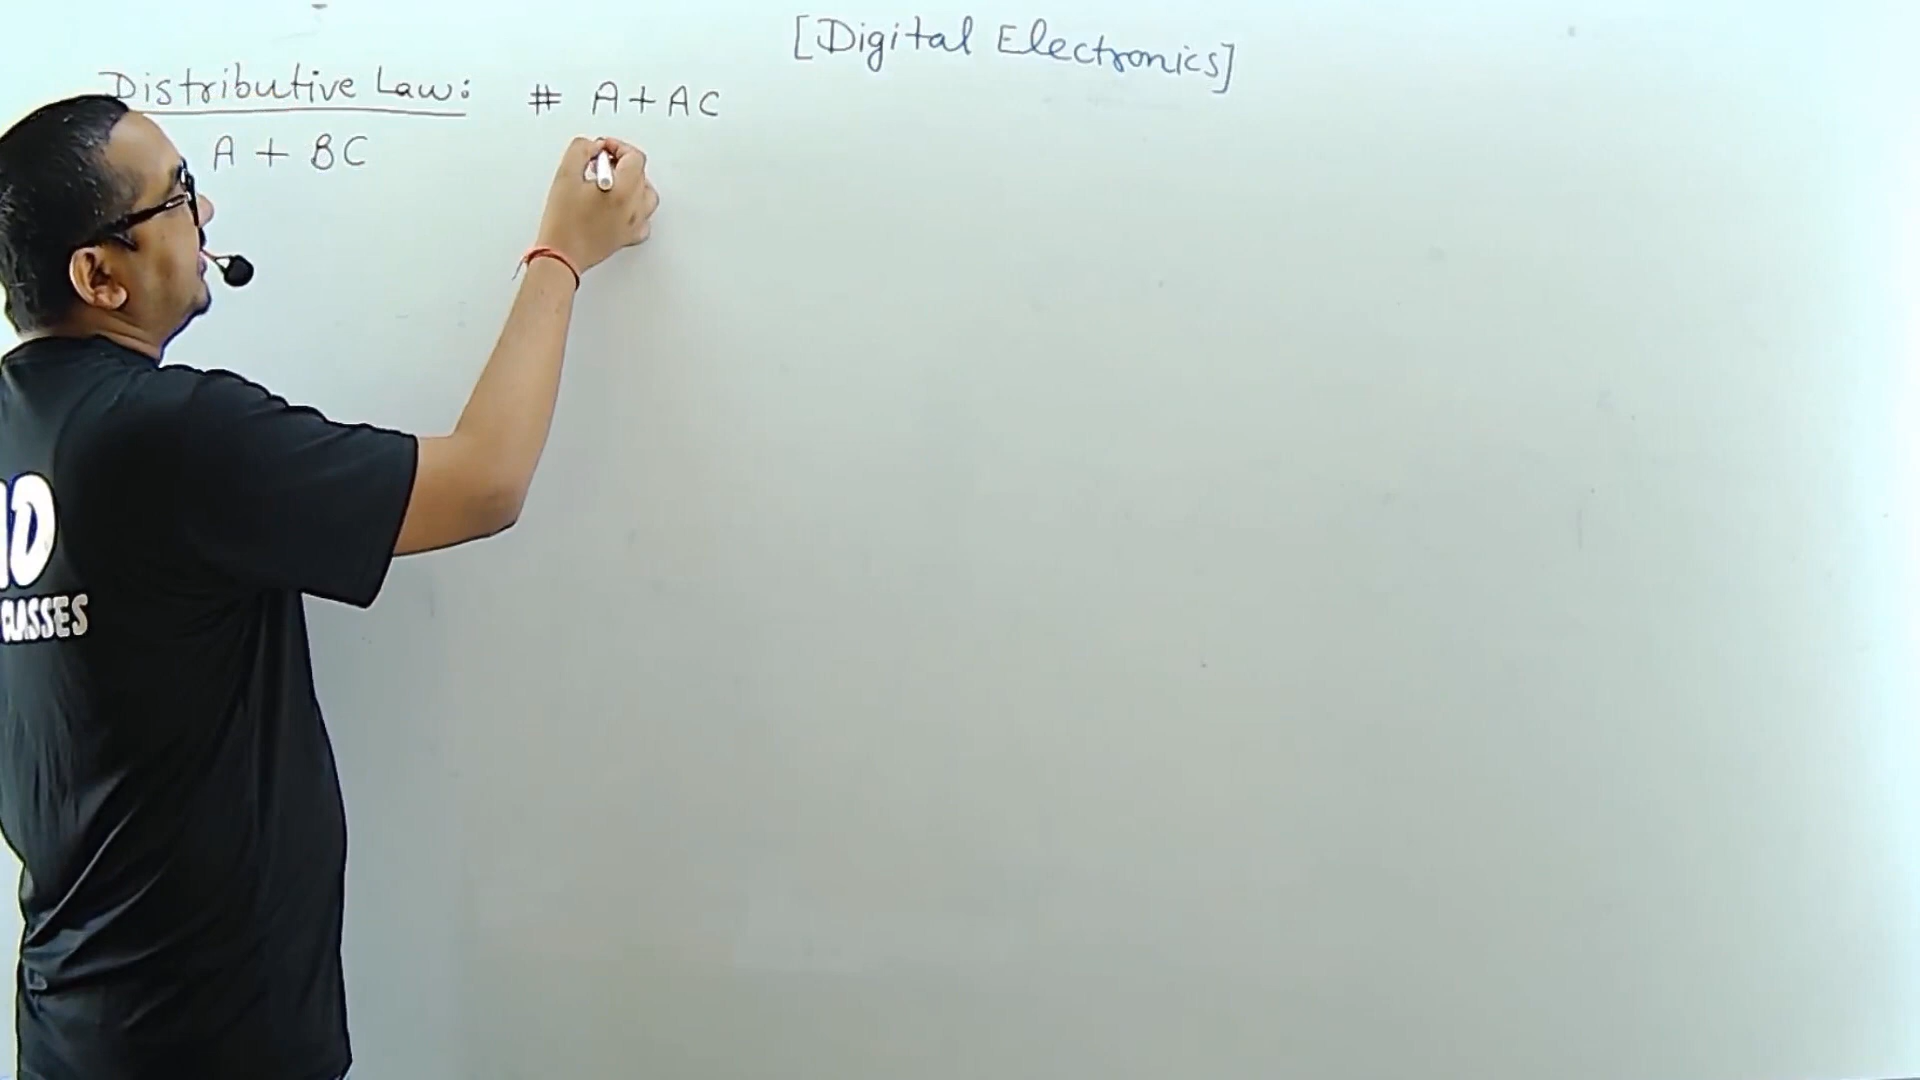 [Digital Electronics]
Distributive Law:
A + BC
# A + AC
CLASSES